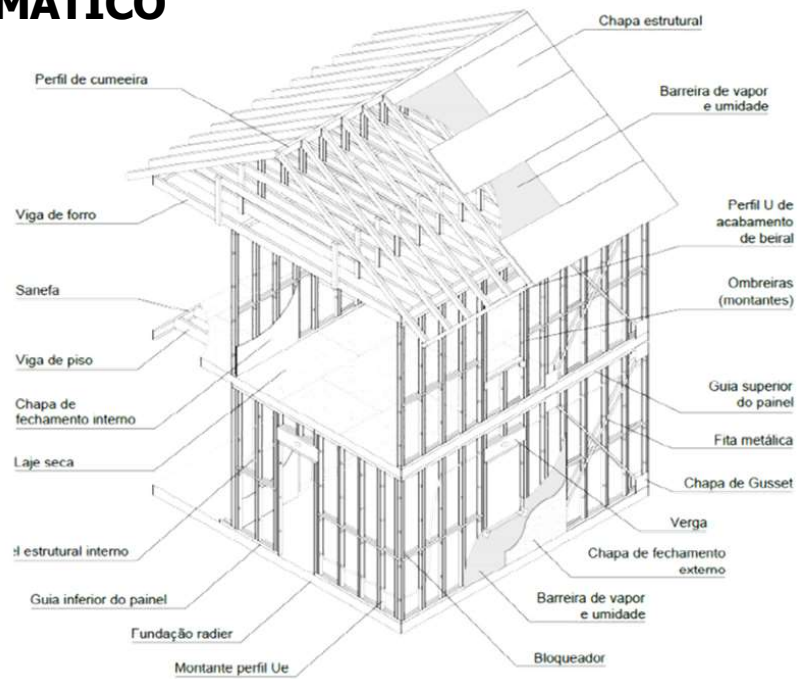 MÁTICO
Chapa estrutural
Perfil de cumeeira
Barreira de vapor
e umidade
Viga de forro
Perfil U de
acabamento
de beiral
Sanefa
Ombreiras
(montantes)
Viga de piso
Guia superior
do painel
Chapa de
fechamento interno
Fita metálica
Laje seca
Chapa de Gusset
Verga
el estrutural interno
Chapa de fechamento
externo
Guia inferior do painel
Barreira de vapor
e umidade
Fundação radier
Bloqueador
Montante perfil Ue